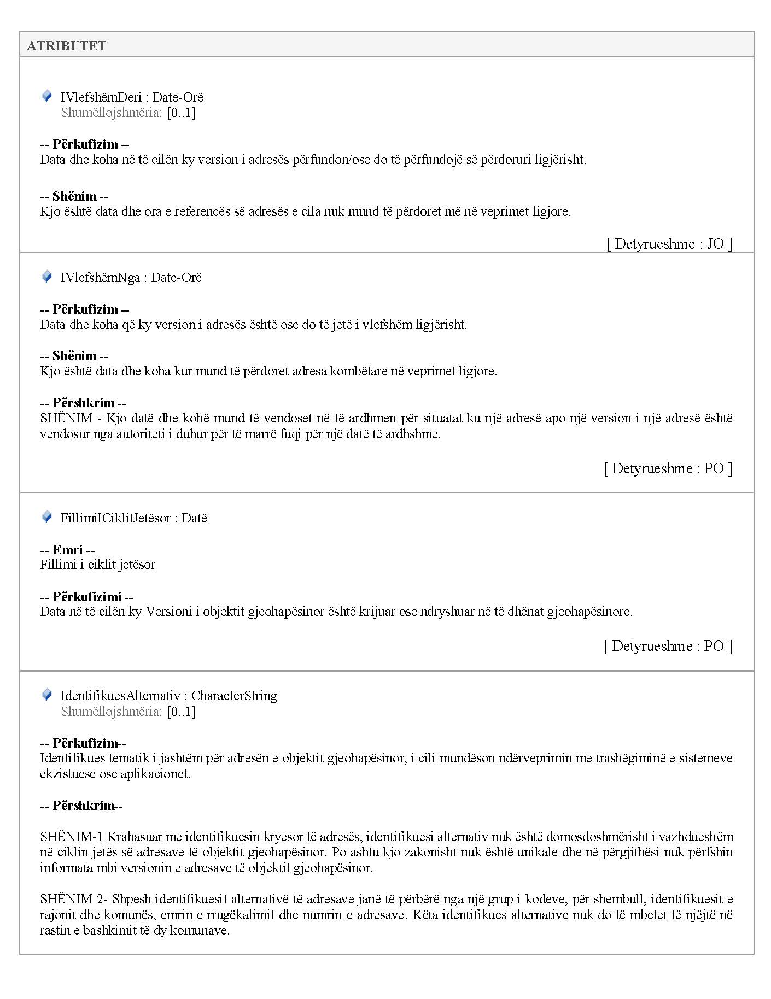 ATRIBUTET
IVlefshëmDeri : Date-Orë
Shumëllojshmëria: [0..1]
-- Përkufizim --
Data dhe koha në të cilën ky version i adresës përfundon/ose do të përfundojë së përdoruri ligjërisht.
-- Shënim --
Kjo është data dhe ora e referencës së adresës e cila nuk mund të përdoret më në veprimet ligjore.
[ Detyrueshme : JO ]
IVlefshëmNga : Date-Orë
-- Përkufizim --
Data dhe koha që ky version i adresës është ose do të jetë i vlefshëm ligjërisht.
-- Shënim --
Kjo është data dhe koha kur mund të përdoret adresa kombëtare në veprimet ligjore.
-- Përshkrim --
SHËNIM - Kjo datë dhe kohë mund të vendoset në të ardhmen për situatat ku një adresë apo një version i një adresë është
vendosur nga autoriteti i duhur për të marrë fuqi për një datë të ardhshme.
[ Detyrueshme : PO ]
FillimiICiklitJetësor : Datë
-- Emri --
Fillimi i ciklit jetësor
-- Përkufizimi --
Data në të cilën ky Versioni i objektit gjeohapësinor është krijuar ose ndryshuar në të dhënat gjeohapësinore.
[ Detyrueshme : PO ]
IdentifikuesAlternativ : CharacterString
Shumëllojshmëria: [0..1]
-- Përkufizim--
Identifikues tematik i jashtëm për adresën e objektit gjeohapësinor, i cili mundëson ndërveprimin me trashëgiminë e sistemeve
ekzistuese ose aplikacionet.
-- Përshkrim--
SHËNIM-1 Krahasuar me identifikuesin kryesor të adresës, identifikuesi alternativ nuk është domosdoshmërisht i vazhdueshëm
në ciklin jetës së adresave të objektit gjeohapësinor. Po ashtu kjo zakonisht nuk është unikale dhe në përgjithësi nuk përfshin
informata mbi versionin e adresave të objektit gjeohapësinor.
SHËNIM 2- Shpesh identifikuesit alternativë të adresave janë të përbërë nga një grup i kodeve, për shembull, identifikuesit e
rajonit dhe komunës, emrin e rrugëkalimit dhe numrin e adresave. Këta identifikues alternative nuk do të mbetet të njëjtë në
rastin e bashkimit të dy komunave.